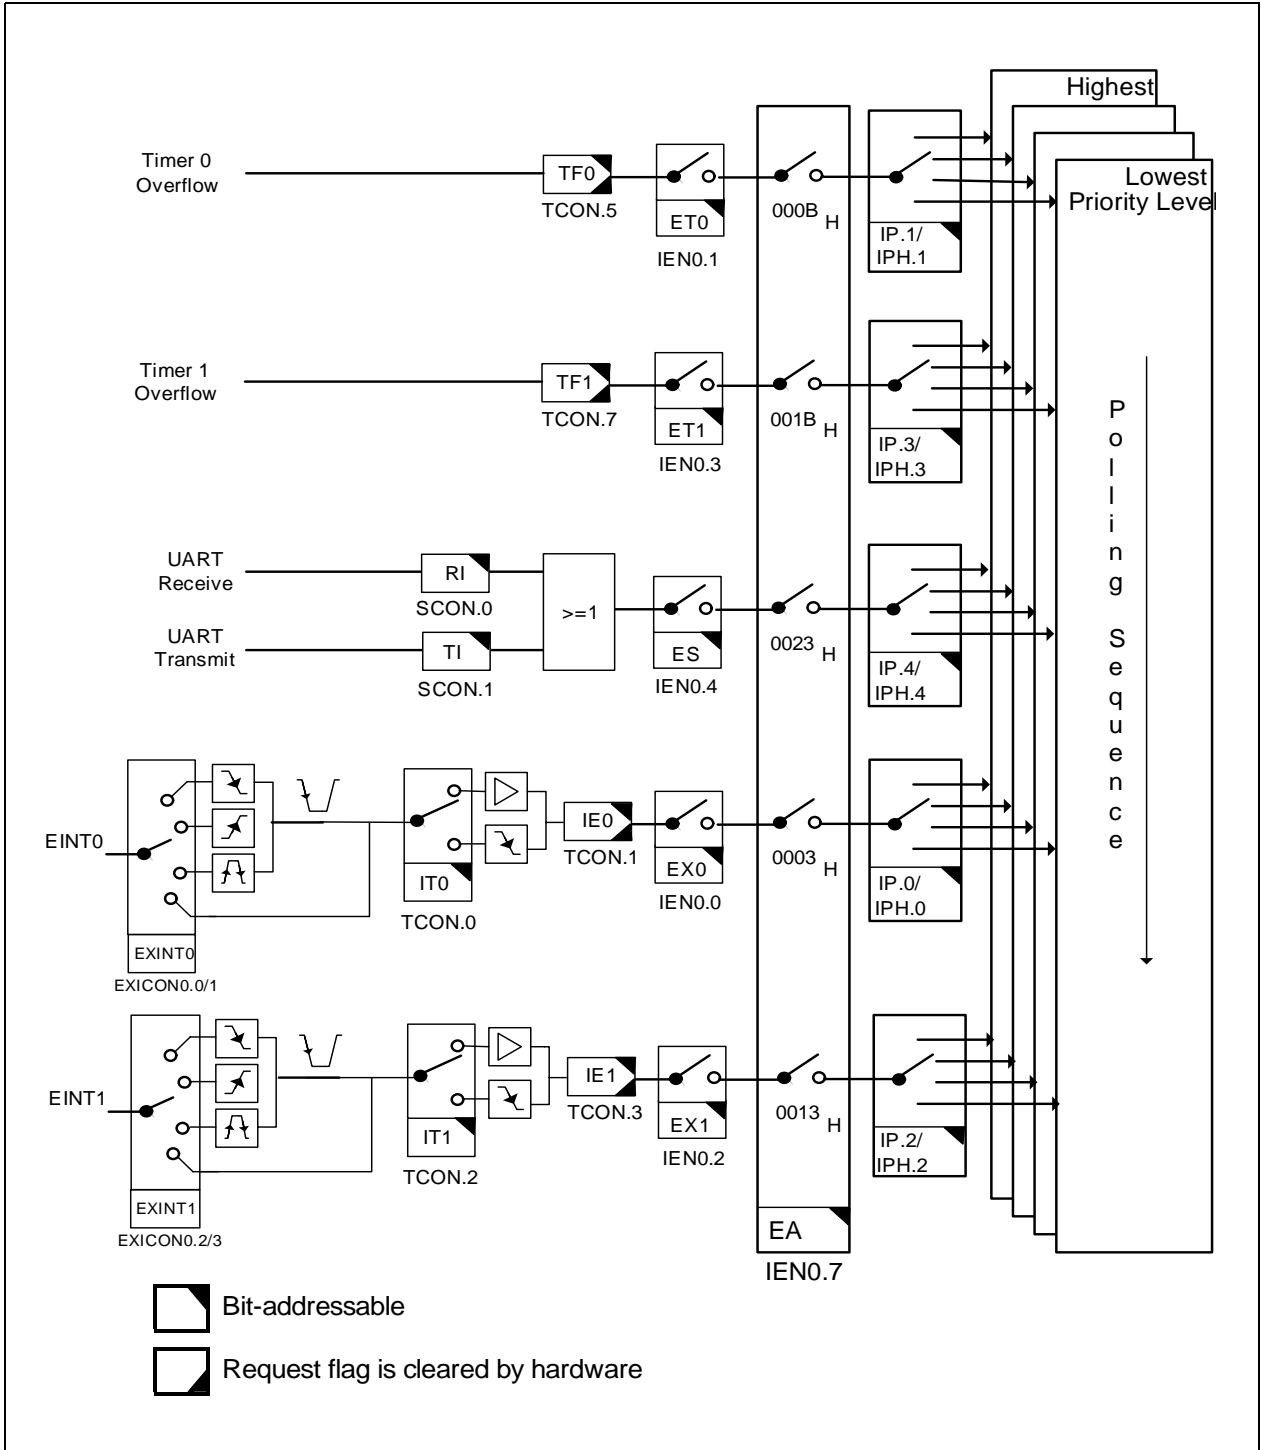 Highest
Lowest
Priority Level
Timer 0
Overflow
TF0
TCON.5
ET0
IEN0.1
000B H
IP.1/
IPH.1
Timer 1
Overflow
TF1
TCON.7
ET1
IEN0.3
001B H
IP.3/
IPH.3
Polling Sequence
UART
Receive
RI
SCON.0
UART
Transmit
TI
SCON.1
>=1
ES
IEN0.4
0023 H
IP.4/
IPH.4
EINT0
EXINT0
EXICON0.0/1
IT0
TCON.0
IE0
TCON.1
EX0
IEN0.0
0003 H
IP.0/
IPH.0
EINT1
EXINT1
EXICON0.2/3
IT1
TCON.2
IE1
TCON.3
EX1
IEN0.2
0013 H
IP.2/
IPH.2
EA
IEN0.7
Bit-addressable
Request flag is cleared by hardware